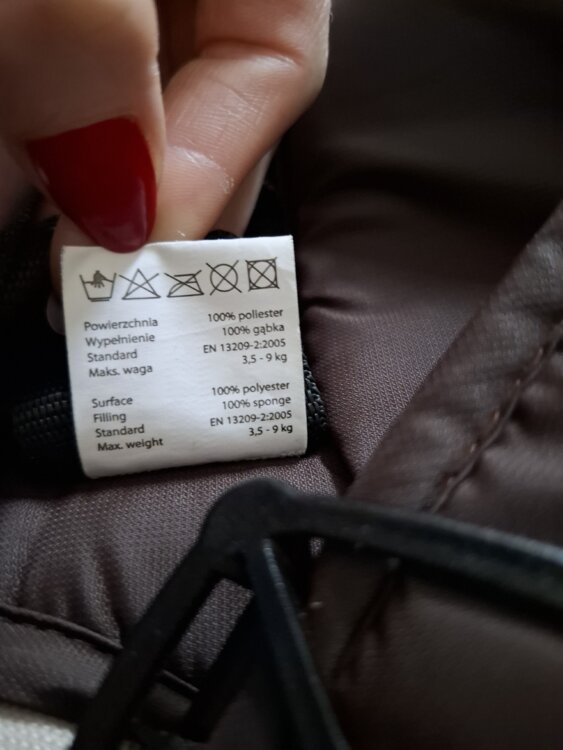 Powierzchnia 100% poliester
Wypełnienie 100% gąbka
Standard EN 13209-2:2005
Maks. waga 3,5 - 9 kg
Surface 100% polyester
Filling 100% sponge
Standard EN 13209-2:2005
Max. weight 3,5 - 9 kg